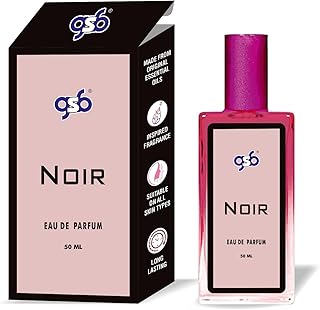 gsb
NOIR
EAU DE PARFUM
50 ML
MADE FROM
ORIGINAL
ESSENTIAL
OILS
INSPIRED
FRAGRANCE
SUITABLE
ON ALL
SKIN TYPES
LONG
LASTING
gsb
NOIR
EAU DE PARFUM
50 ML